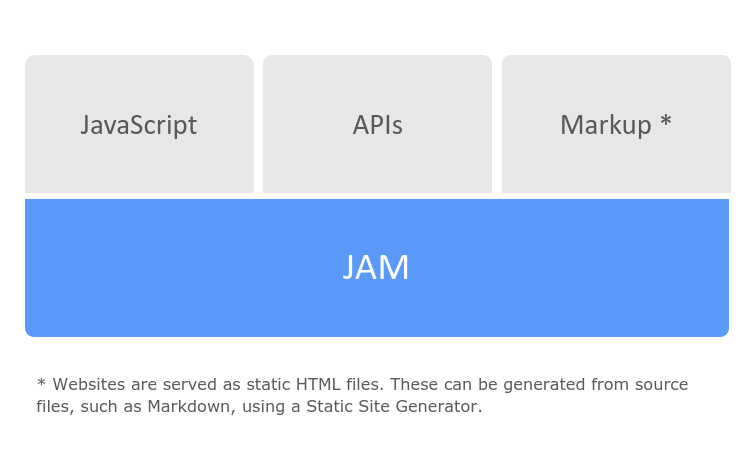 JavaScript
APIs
Markup *
JAM
* Websites are served as static HTML files. These can be generated from source
files, such as Markdown, using a Static Site Generator.